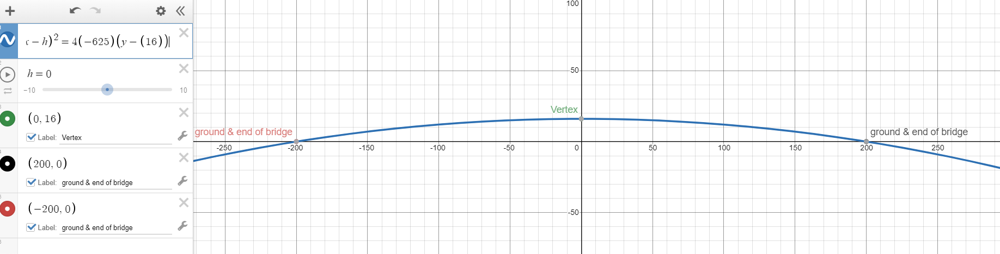 x − h)² = 4(−625)(y − (16))
h = 0
−10 10
(0, 16)
Label: Vertex
(200, 0)
Label: ground & end of bridge
(−200, 0)
Label: ground & end of bridge
100
50
Vertex
ground & end of bridge
ground & end of bridge
-250 -200 -150 -100 -50 0 50 100 150 200 250
-50